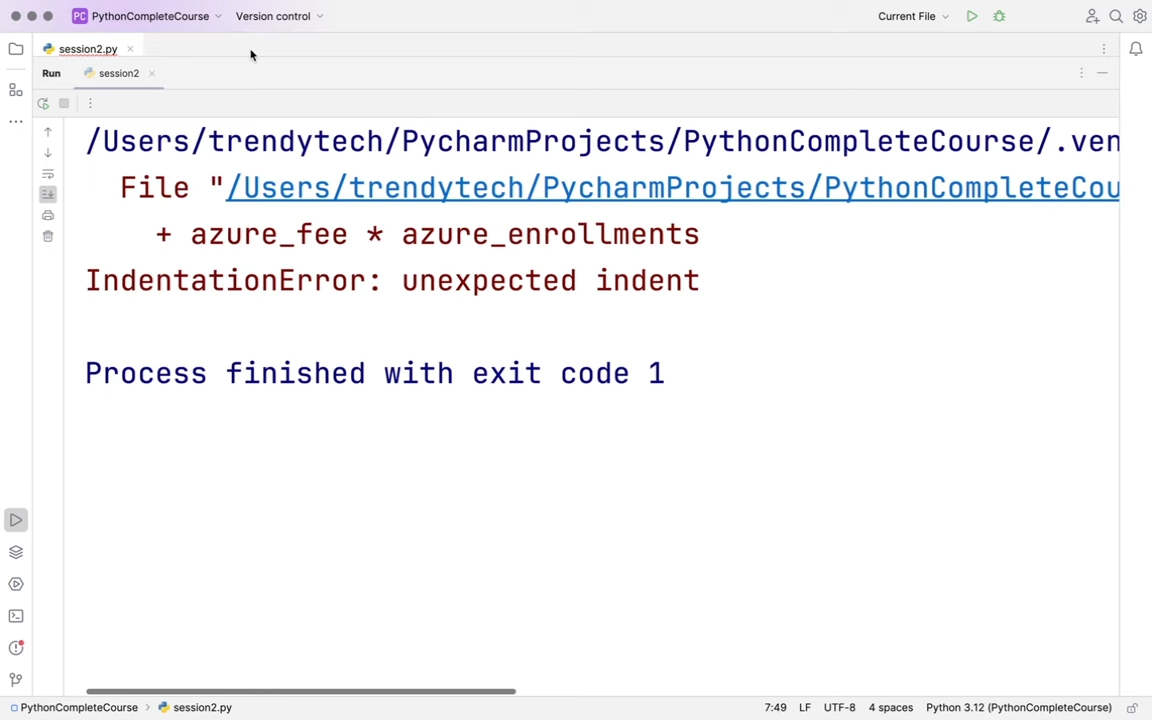 PC PythonCompleteCourse Version control Current File
session2.py
Run session2
/Users/trendytech/PycharmProjects/PythonCompleteCourse/.ven
File "/Users/trendytech/PycharmProjects/PythonCompleteCou
+ azure_fee * azure_enrollments
IndentationError: unexpected indent
Process finished with exit code 1
PythonCompleteCourse > session2.py 7:49 LF UTF-8 4 spaces Python 3.12 (PythonCompleteCourse)